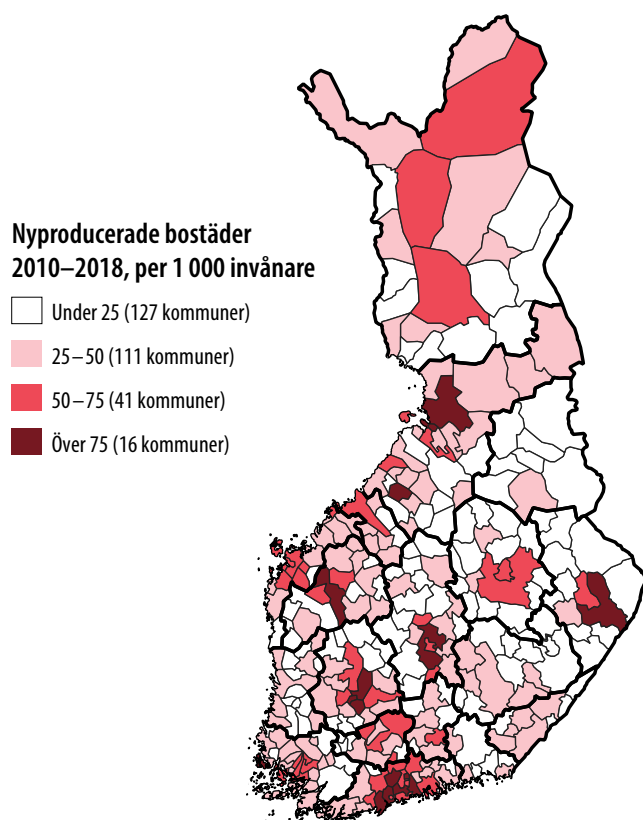 Nyproducerade bostäder
2010–2018, per 1 000 invånare
Under 25 (127 kommuner)
25–50 (111 kommuner)
50–75 (41 kommuner)
Över 75 (16 kommuner)